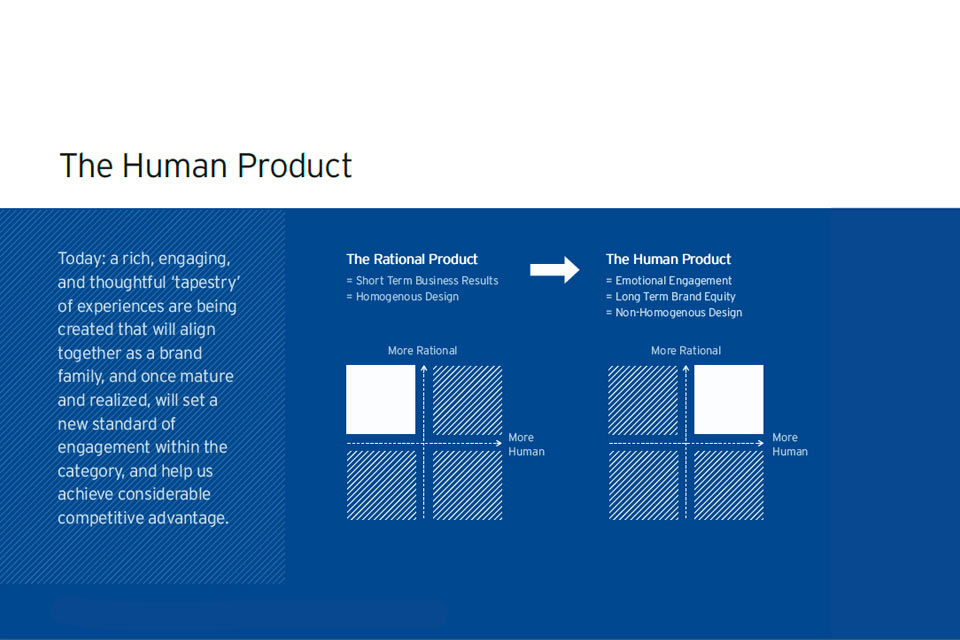 The Human Product
Today: a rich, engaging,
and thoughtful ‘tapestry’
of experiences are being
created that will align
together as a brand
family, and once mature
and realized, will set a
new standard of
engagement within the
category, and help us
achieve considerable
competitive advantage.
The Rational Product
= Short Term Business Results
= Homogenous Design
The Human Product
= Emotional Engagement
= Long Term Brand Equity
= Non-Homogenous Design
More Rational
More
Human
More Rational
More
Human